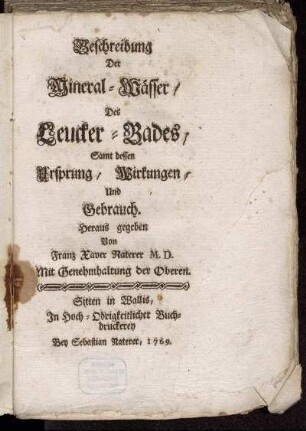 Beschreibung
Der
Mineral-Wässer/
Des
Leucker-Bades,
Samt dessen
Ursprung/ Wirkungen/
Und
Gebrauch.
Heraus gegeben
Von
Franz Xaver Naterer M. D.
Mit Genehmhaltung der Oberen.
Sitten in Wallis,
In Hoch-Obrigkeitlicher Buch-
druckerey
Bey Sebastian Naterer, 1769.